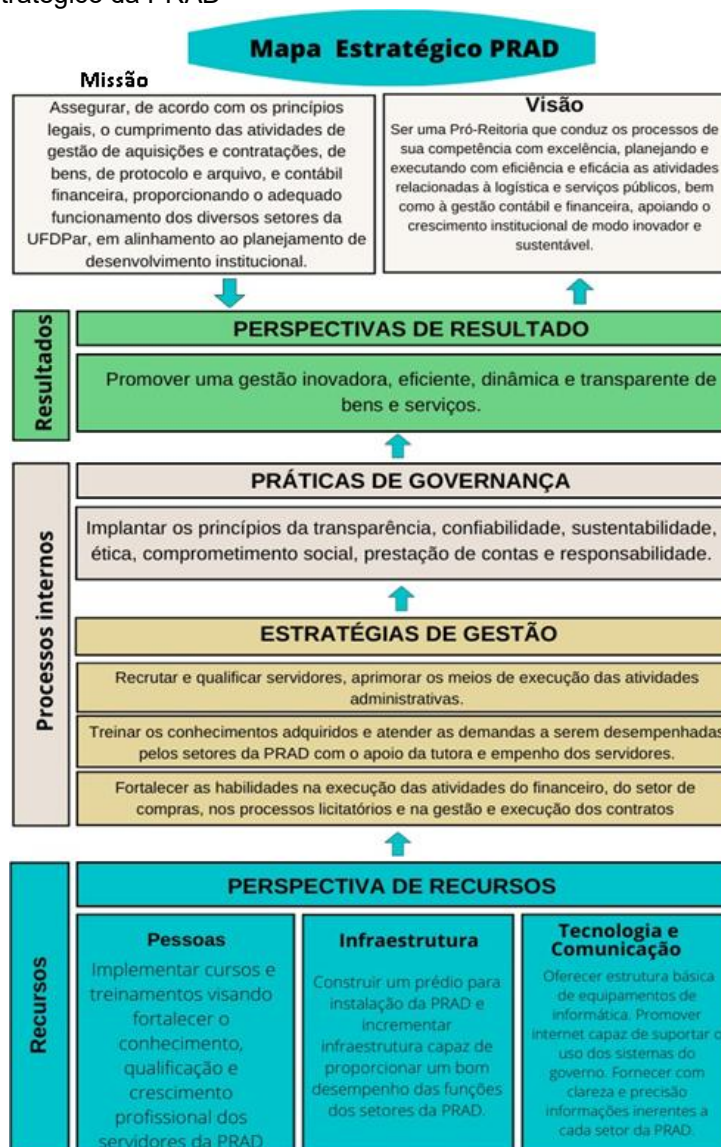 tratégico da PRAD
Mapa Estratégico PRAD
Missão
Assegurar, de acordo com os princípios
legais, o cumprimento das atividades de
gestão de aquisições e contratações, de
bens, de protocolo e arquivo, e contábil
financeira, proporcionando o adequado
funcionamento dos diversos setores da
UFDPar, em alinhamento ao planejamento de
desenvolvimento institucional.
Visão
Ser uma Pró-Reitoria que conduz os processos de
sua competência com excelência, planejando e
executando com eficiência e eficácia as atividades
relacionadas à logística e serviços públicos, bem
como à gestão contábil e financeira, apoiando o
crescimento institucional de modo inovador e
sustentável.
Resultados
PERSPECTIVAS DE RESULTADO
Promover uma gestão inovadora, eficiente, dinâmica e transparente de
bens e serviços.
Processos internos
PRÁTICAS DE GOVERNANÇA
Implantar os princípios da transparência, confiabilidade, sustentabilidade,
ética, comprometimento social, prestação de contas e responsabilidade.
ESTRATÉGIAS DE GESTÃO
Recrutar e qualificar servidores, aprimorar os meios de execução das atividades
administrativas.
Treinar os conhecimentos adquiridos e atender as demandas a serem desempenhadas
pelos setores da PRAD com o apoio da tutora e empenho dos servidores.
Fortalecer as habilidades na execução das atividades do financeiro, do setor de
compras, nos processos licitatórios e na gestão e execução dos contratos
Recursos
PERSPECTIVA DE RECURSOS
Pessoas
Implementar cursos e
treinamentos visando
fortalecer o
conhecimento,
qualificação e
crescimento
profissional dos
servidores da PRAD
Infraestrutura
Construir um prédio para
instalação da PRAD e
incrementar
infraestrutura capaz de
proporcionar um bom
desempenho das funções
dos setores da PRAD.
Tecnologia e
Comunicação
Oferecer estrutura básica
de equipamentos de
informática. Promover
internet capaz de suportar o
uso dos sistemas do
governo. Fornecer com
clareza e precisão
informações inerentes a
cada setor da PRAD.